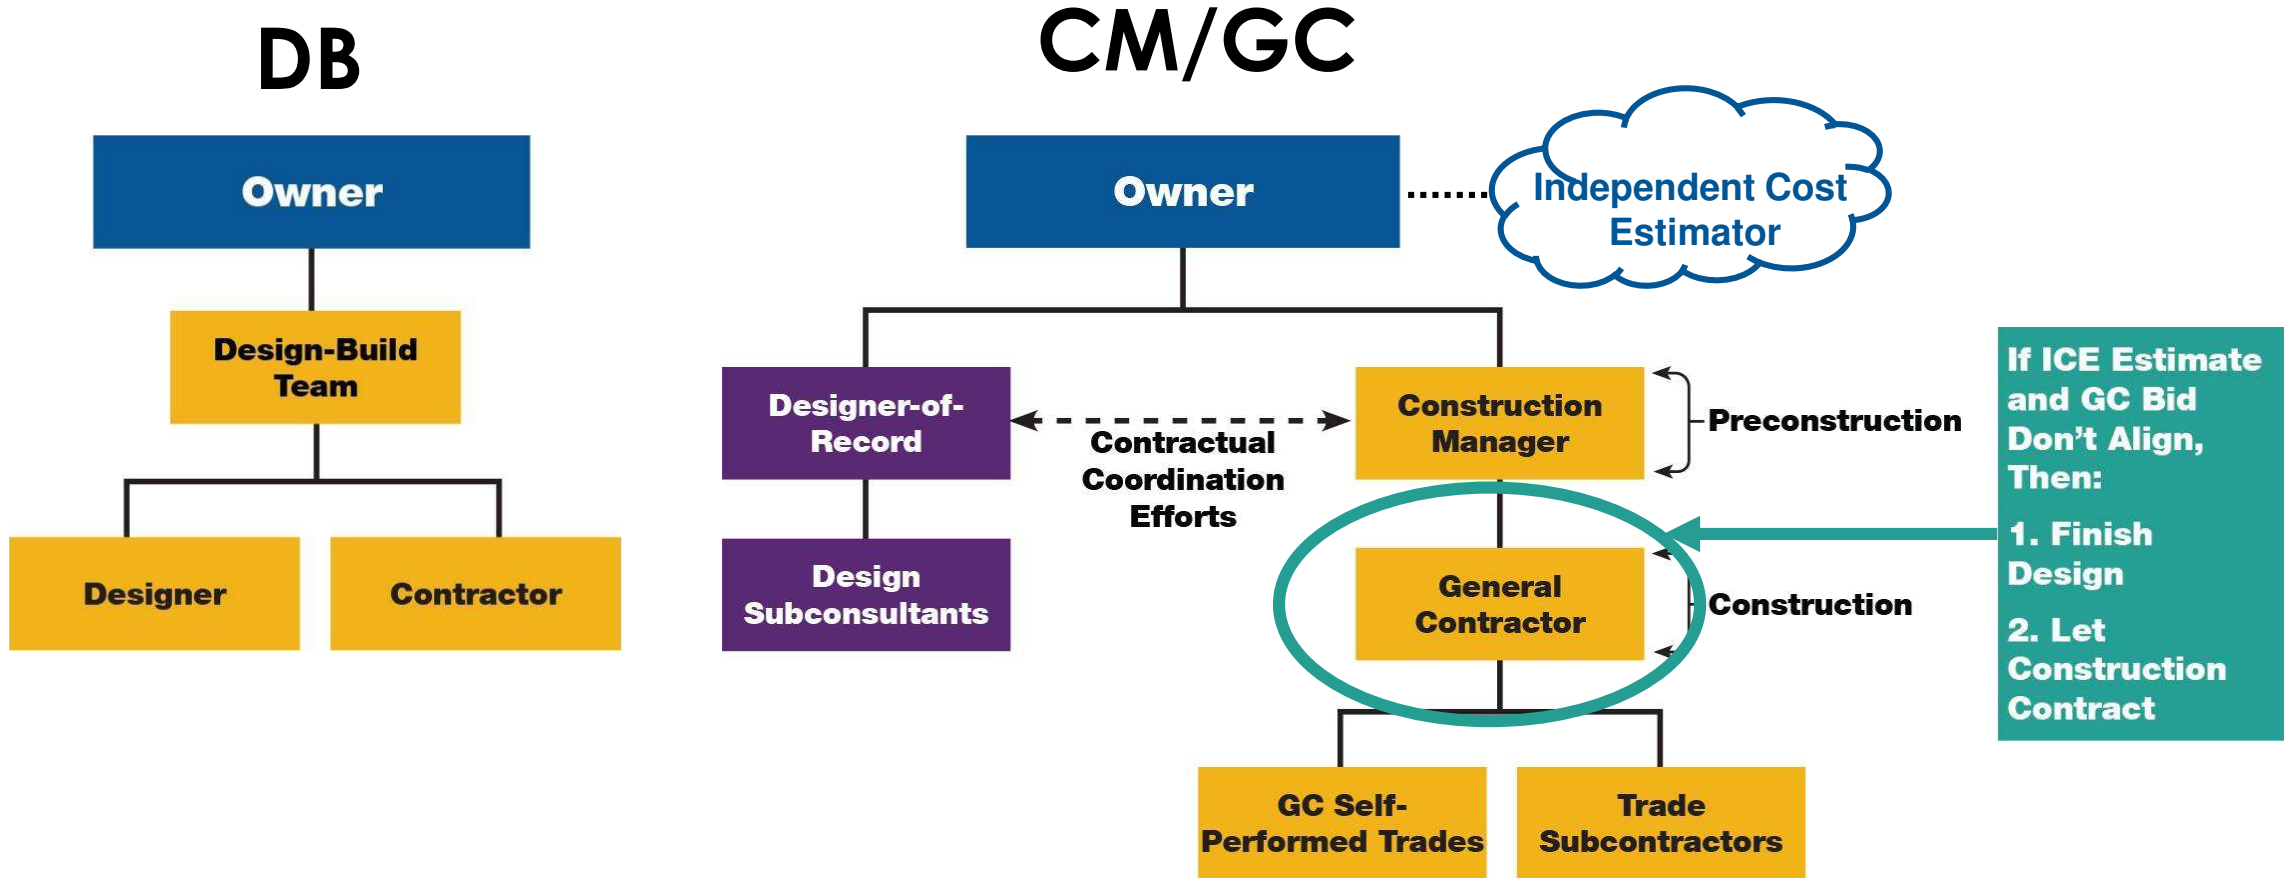 DB
Owner
Design-Build
Team
Designer
Contractor
CM/GC
Owner
Independent Cost
Estimator
Designer-of-
Record
Contractual
Coordination
Efforts
Construction
Manager
Preconstruction
Design
Subconsultants
General
Contractor
Construction
GC Self-
Performed Trades
Trade
Subcontractors
If ICE Estimate
and GC Bid
Don't Align,
Then:
1. Finish
Design
2. Let
Construction
Contract